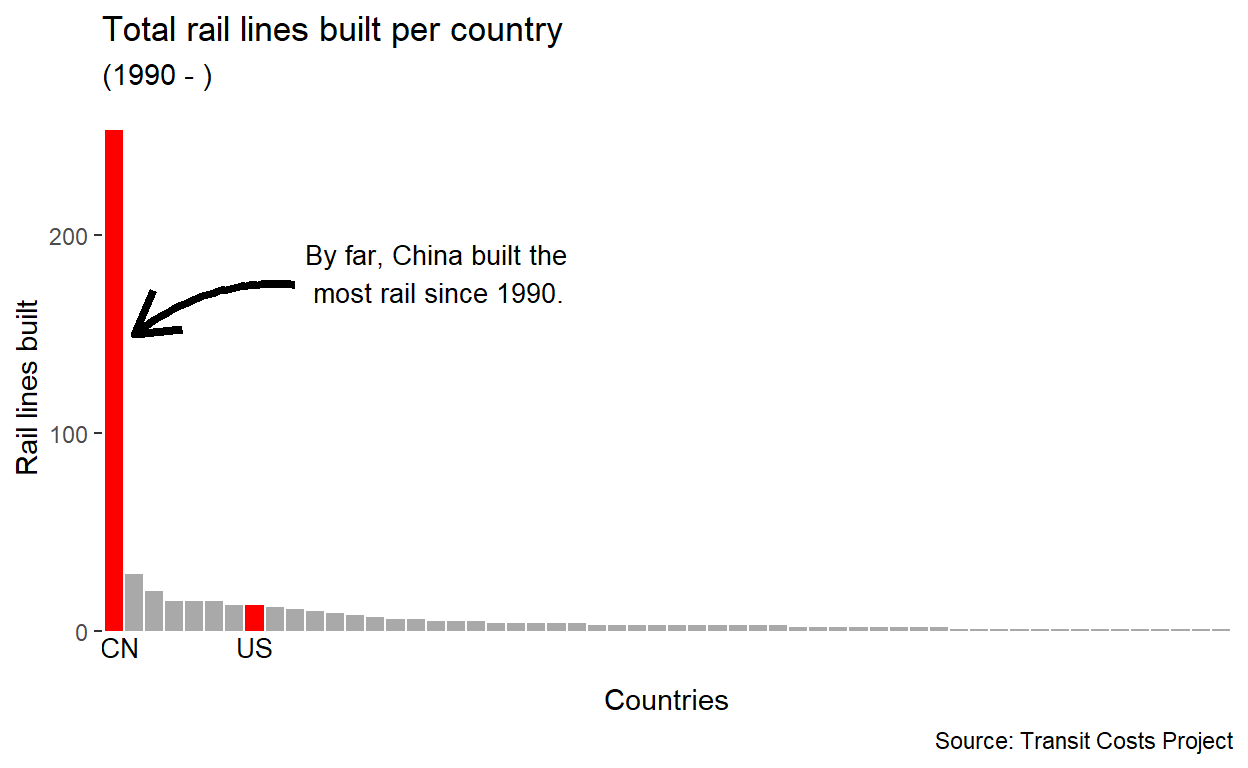 Total rail lines built per country
(1990 - )
200
By far, China built the
most rail since 1990.
100
0
Rail lines built
CN
US
Countries
Source: Transit Costs Project